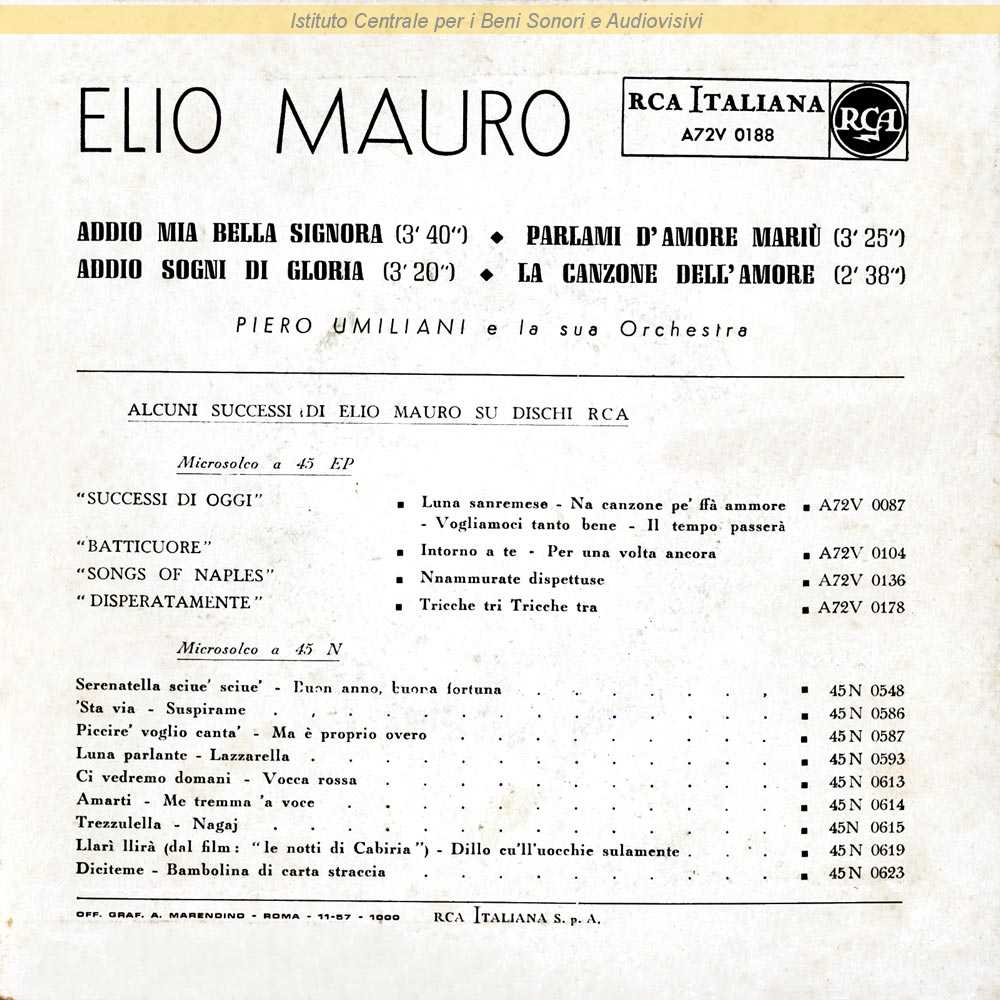 Istituto Centrale per i Beni Sonori e Audiovisivi
ELIO MAURO
RCA ITALIANA
A72V 0188
RCA
ADDIO MIA BELLA SIGNORA (3' 40") ◆ PARLAMI D'AMORE MARIÙ (3' 25")
ADDIO SOGNI DI GLORIA (3' 20") ◆ LA CANZONE DELL'AMORE (2' 38")
PIERO UMILIANI e la sua Orchestra
ALCUNI SUCCESSI DI ELIO MAURO SU DISCHI RCA
Microsolco a 45 EP
"SUCCESSI DI OGGI" ■ Luna sanremese - Na canzone pe' ffà ammore ■ A72V 0087
- Vogliamoci tanto bene - Il tempo passerà
"BATTICUORE" ■ Intorno a te - Per una volta ancora ■ A72V 0104
"SONGS OF NAPLES" ■ Nnammurate dispettuse ■ A72V 0136
"DISPERATAMENTE" ■ Tricche tri Tricche tra ■ A72V 0178
Microsolco a 45 N
Serenatella sciue' sciue' - Buon anno, buona fortuna . . . . . . . ■ 45N 0548
'Sta via - Suspirame . . . . . . . . . . . . . . ■ 45N 0586
Piccire' voglio canta' - Ma è proprio overo . . . . . . . . . ■ 45N 0587
Luna parlante - Lazzarella . . . . . . . . . . . . . ■ 45N 0593
Ci vedremo domani - Vocca rossa . . . . . . . . . . . ■ 45N 0613
Amarti - Me tremma 'a voce . . . . . . . . . . . . ■ 45N 0614
Trezzulella - Nagaj . . . . . . . . . . . . . . ■ 45N 0615
Llarì llirà (dal film: "le notti di Cabiria") - Dillo cu'll'uocchie sulamente . . . ■ 45N 0619
Diciteme - Bambolina di carta straccia . . . . . . . . . . ■ 45N 0623
OFF. GRAF. A. MARENDINO - ROMA - 11-57 - 1000 RCA ITALIANA S. p. A.